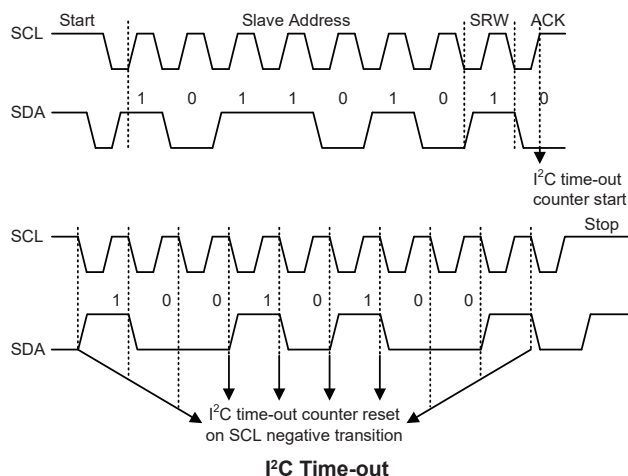 Start Slave Address SRW ACK
SCL
1 0 1 1 0 1 0 1 0
SDA
I²C time-out
counter start
Stop
SCL
1 0 0 1 0 1 0 0
SDA
I²C time-out counter reset
on SCL negative transition
I²C Time-out